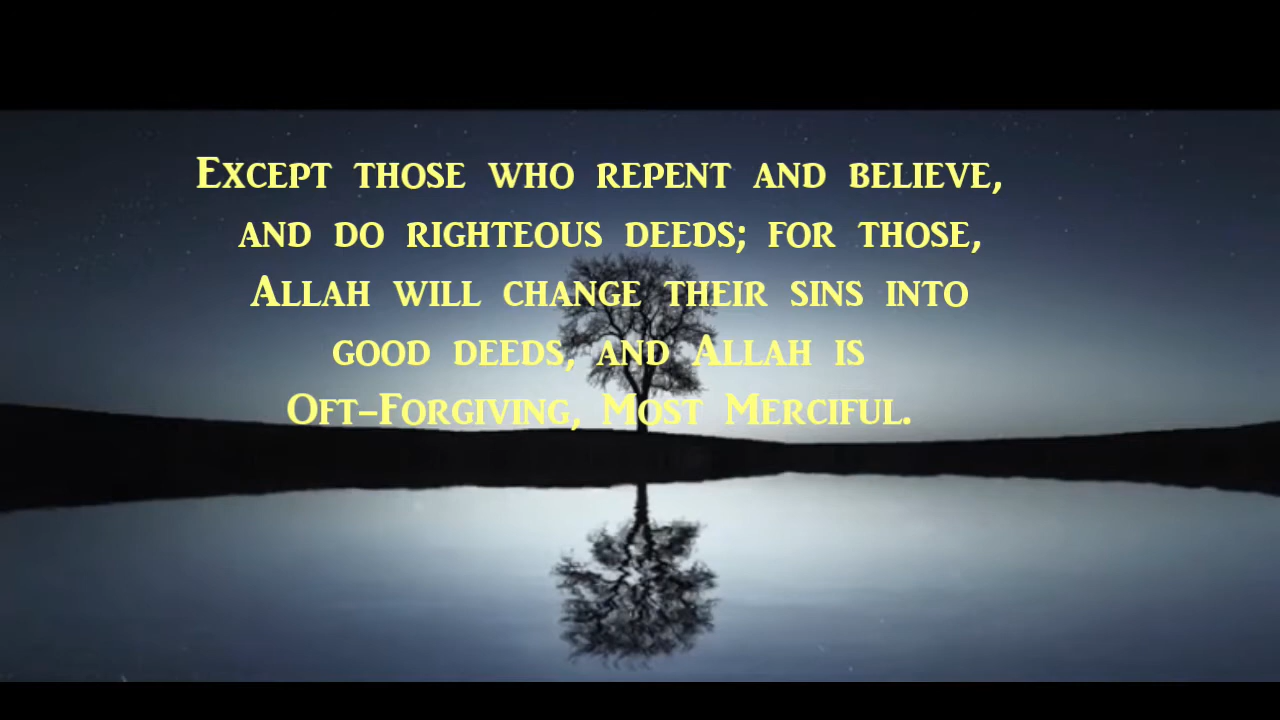 Except those who repent and believe,
and do righteous deeds; for those,
Allah will change their sins into
good deeds, and Allah is
Oft-Forgiving, Most Merciful.